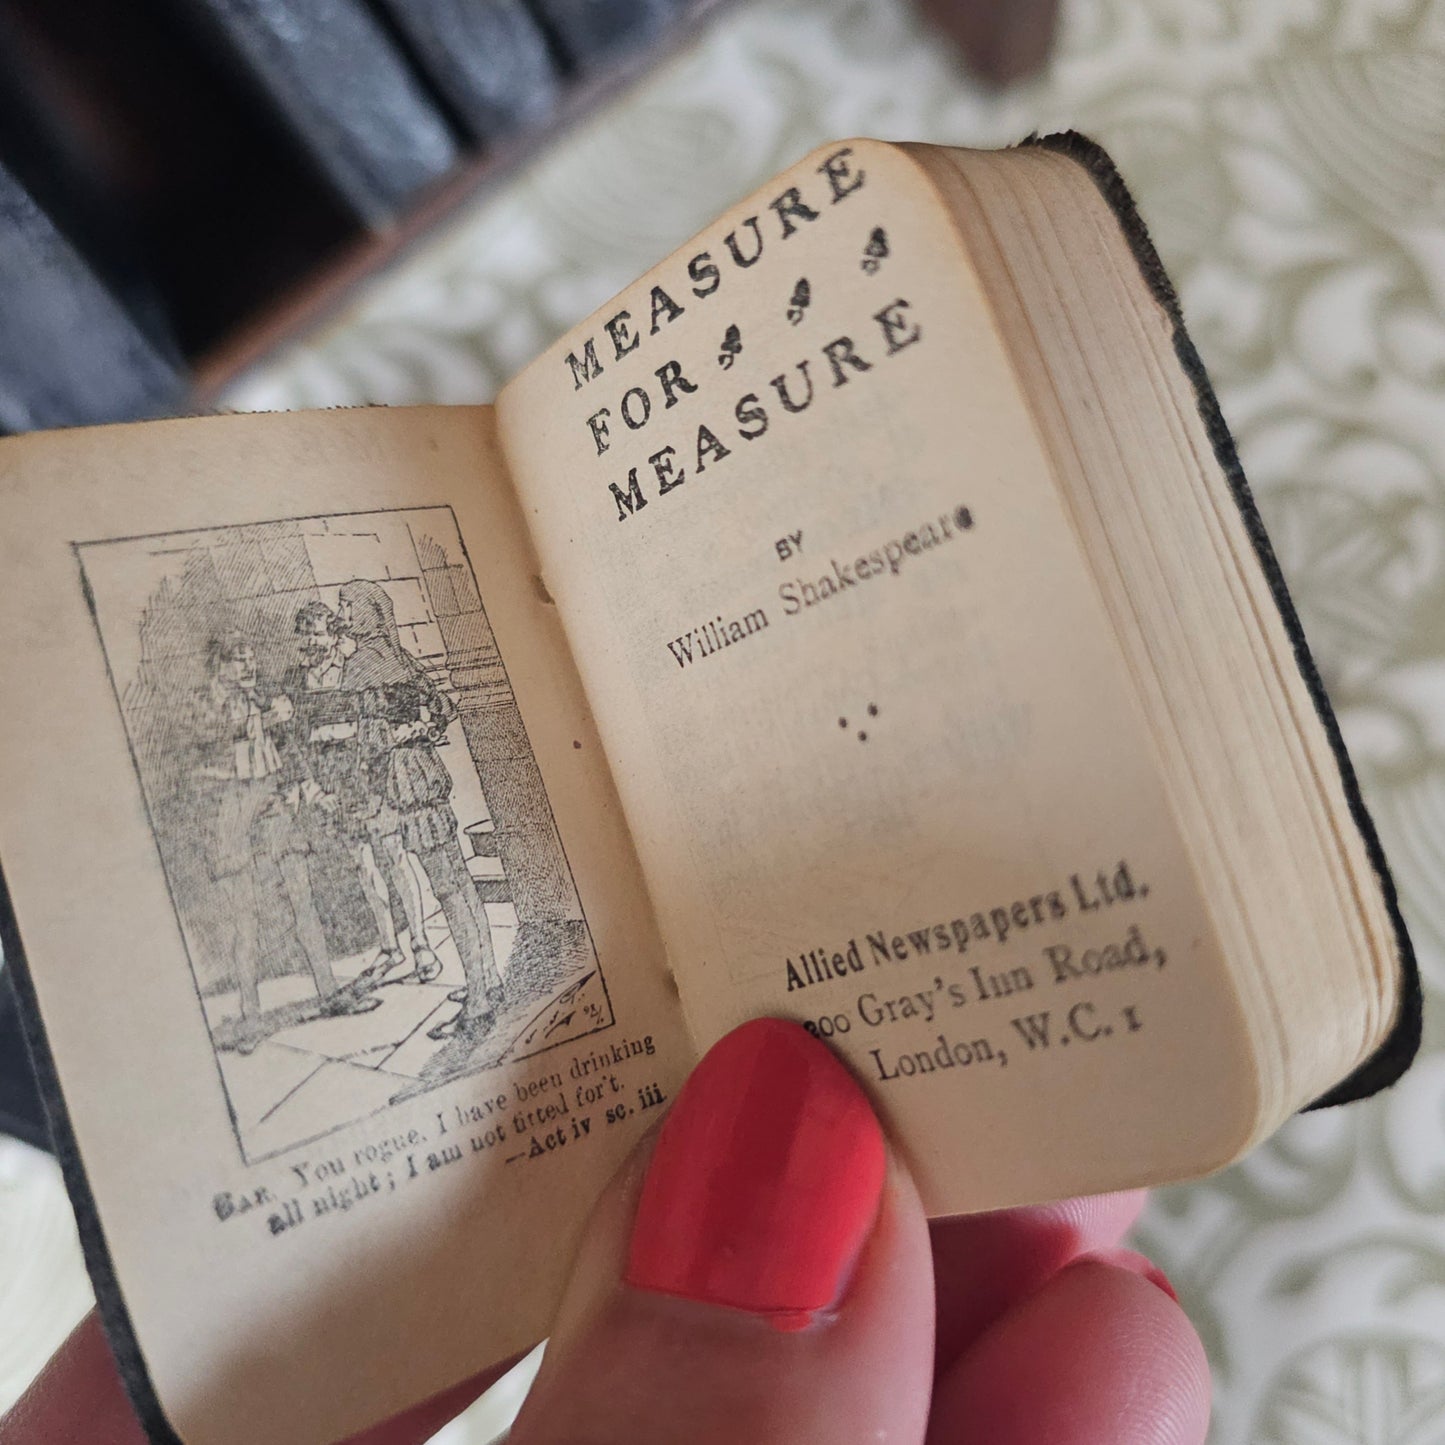 BAR. You rogue, I have been drinking
all night; I am not fitted for't.
—Act iv sc. iii
MEASURE
FOR
MEASURE
BY
William Shakespeare
Allied Newspapers Ltd.
200 Gray's Inn Road,
London, W.C. 1